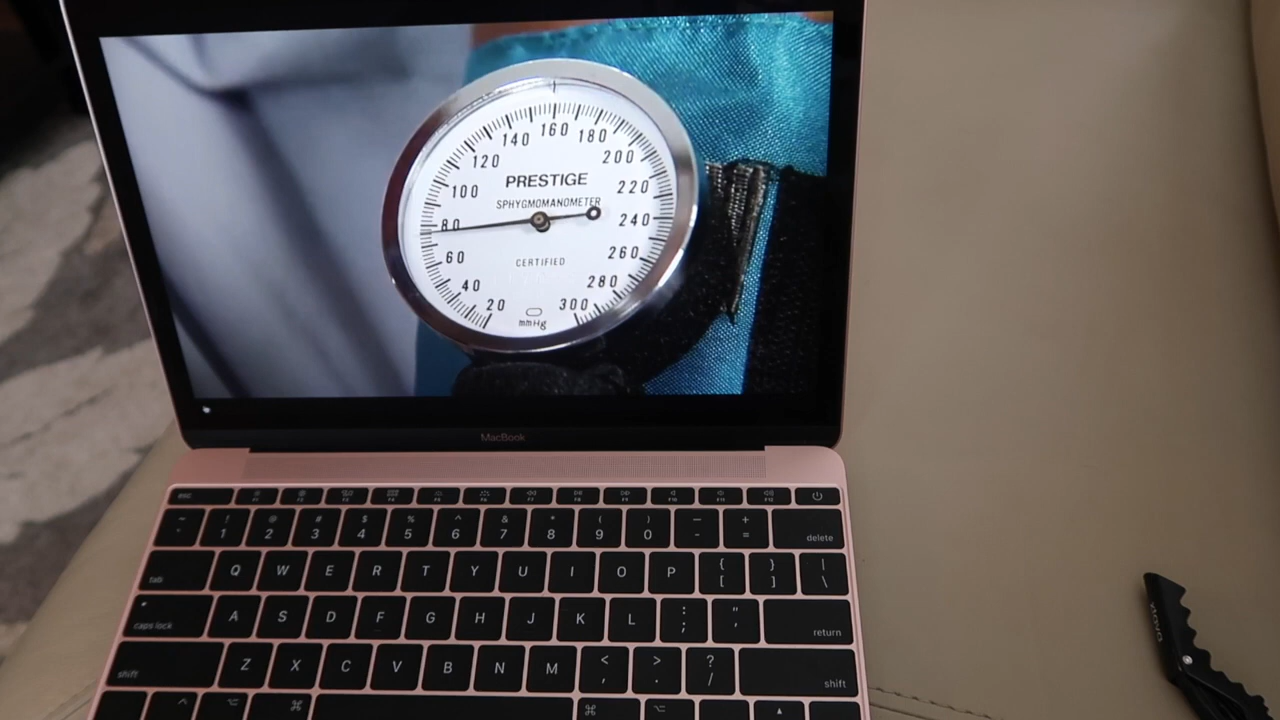 160
140 180
120 200
100 220
PRESTIGE
SPHYGMOMANOMETER
80 240
60 260
CERTIFIED
40 280
20 300
mmHg
MacBook
esc
~ ! @ # $ % ^ & * ( ) — +
` 1 2 3 4 5 6 7 8 9 0 - = delete
tab Q W E R T Y U I O P { [ } ] | \
caps lock A S D F G H J K L : ; " ' return
shift Z X C V B N M < , > . ? / shift
^ ⌥ ⌘ ⌘ ⌥ ▲